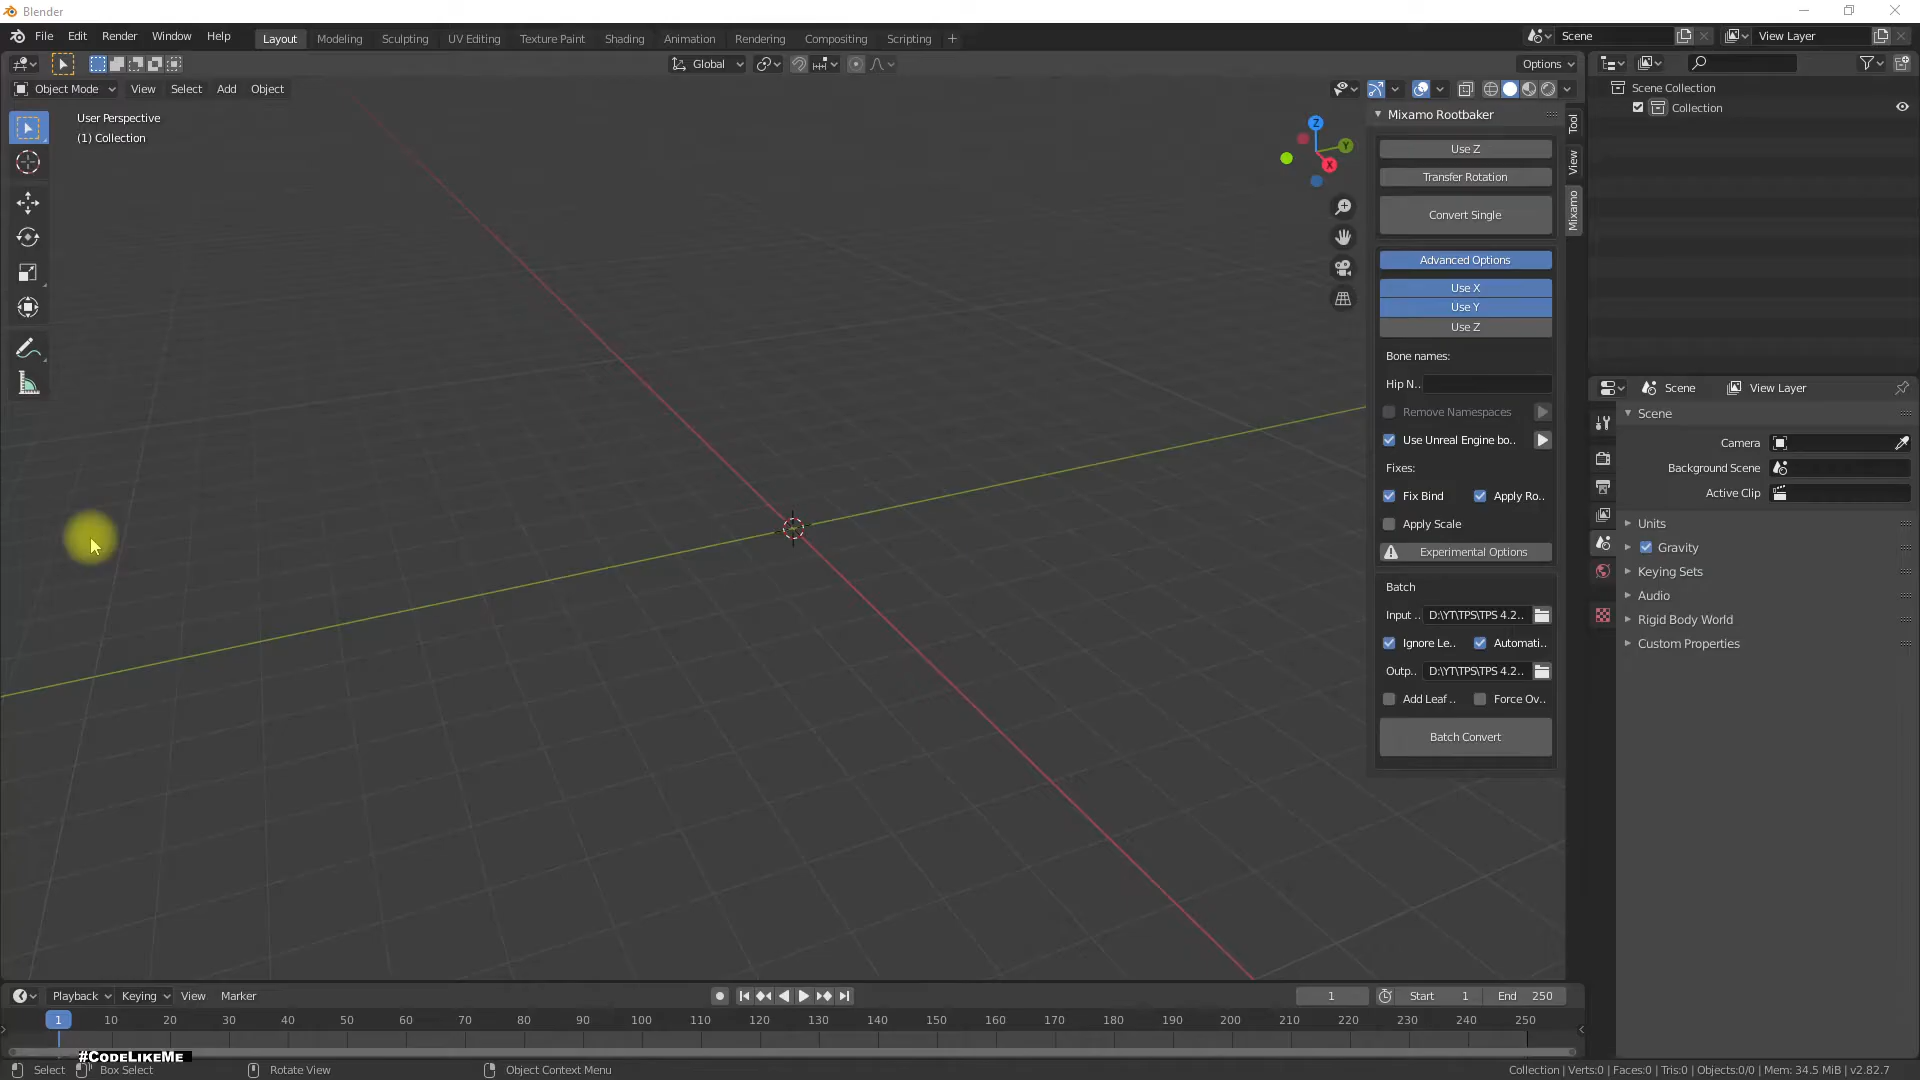 Blender
File Edit Render Window Help
Layout Modeling Sculpting UV Editing Texture Paint Shading Animation Rendering Compositing Scripting +
Scene
View Layer
Global
Options
Object Mode View Select Add Object
User Perspective
(1) Collection
Z
Y
X
Mixamo Rootbaker
Use Z
Transfer Rotation
Convert Single
Advanced Options
Use X
Use Y
Use Z
Bone names:
Hip N..
Remove Namespaces
Use Unreal Engine bo..
Fixes:
Fix Bind
Apply Ro..
Apply Scale
Experimental Options
Batch
Input .. D:\YT\TPS\TPS 4.2..
Ignore Le..
Automati..
Outp.. D:\YT\TPS\TPS 4.2..
Add Leaf ..
Force Ov..
Batch Convert
Tool
View
Mixamo
Scene Collection
Collection
Scene View Layer
Scene
Camera
Background Scene
Active Clip
Units
Gravity
Keying Sets
Audio
Rigid Body World
Custom Properties
Playback Keying View Marker
1 Start 1 End 250
1 10 20 30 40 50 60 70 80 90 100 110 120 130 140 150 160 170 180 190 200 210 220 230 240 250
#CodeLikeMe
Select Box Select Rotate View Object Context Menu
Collection | Verts:0 | Faces:0 | Tris:0 | Objects:0/0 | Mem: 34.5 MiB | v2.82.7